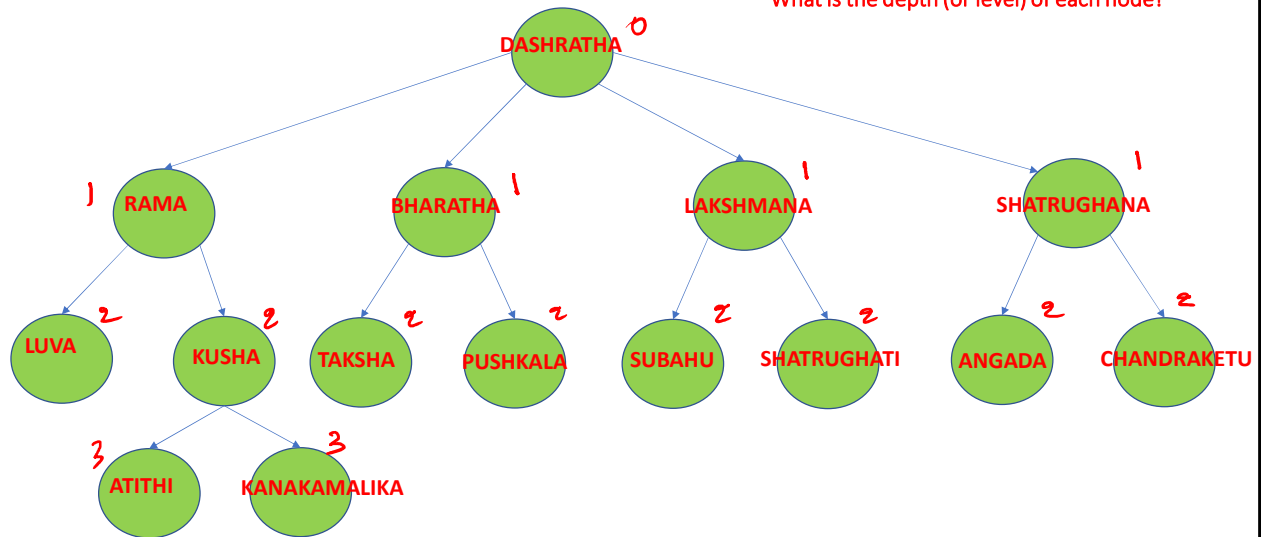 What is the depth (or level) of each node?
DASHRATHA 0
1 RAMA
BHARATHA 1
LAKSHMANA 1
SHATRUGHANA 1
LUVA 2
KUSHA 2
TAKSHA 2
PUSHKALA 2
SUBAHU 2
SHATRUGHATI 2
ANGADA 2
CHANDRAKETU 2
3 ATITHI
KANAKAMALIKA 3